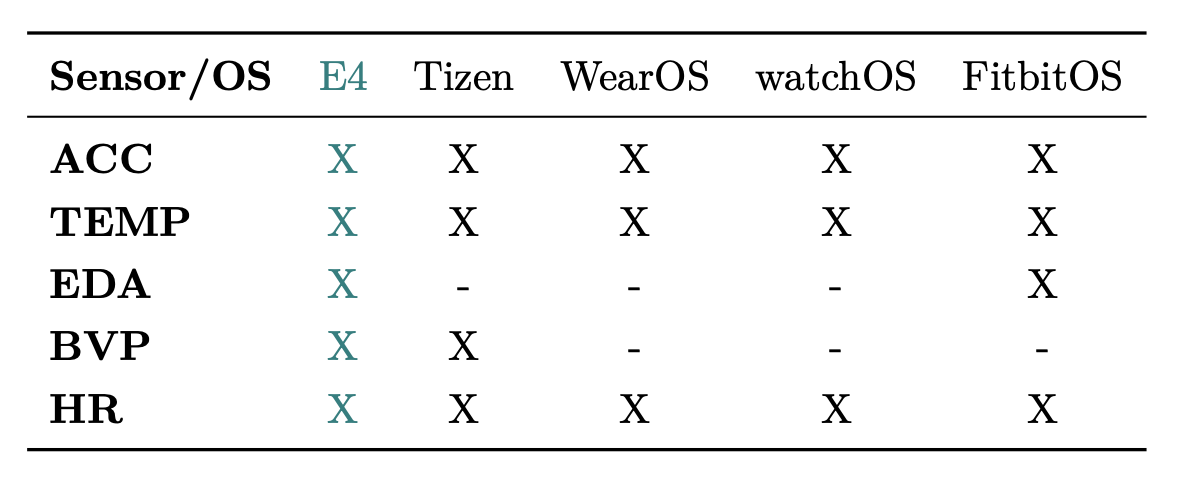 Sensor/OS E4 Tizen WearOS watchOS FitbitOS
ACC X X X X X
TEMP X X X X X
EDA X - - - X
BVP X X - - -
HR X X X X X